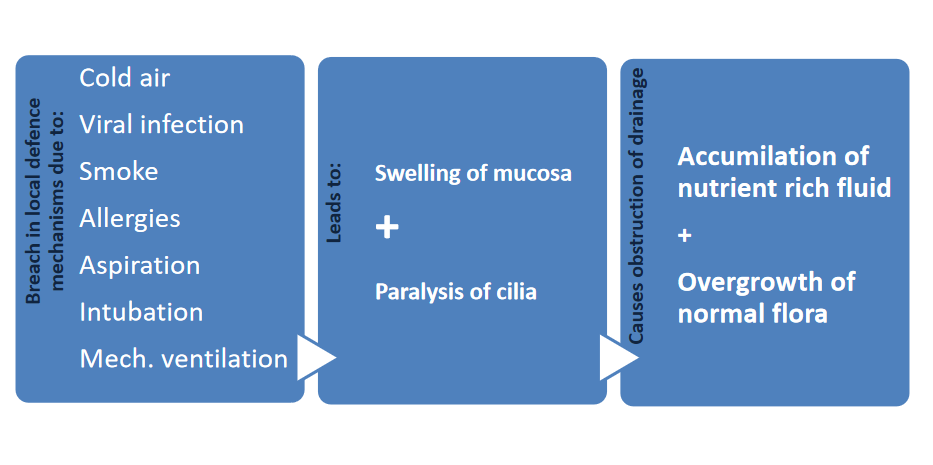 Breach in local defence
mechanisms due to:
Cold air
Viral infection
Smoke
Allergies
Aspiration
Intubation
Mech. ventilation
Leads to:
Swelling of mucosa
+
Paralysis of cilia
Causes obstruction of drainage
Accumilation of
nutrient rich fluid
+
Overgrowth of
normal flora